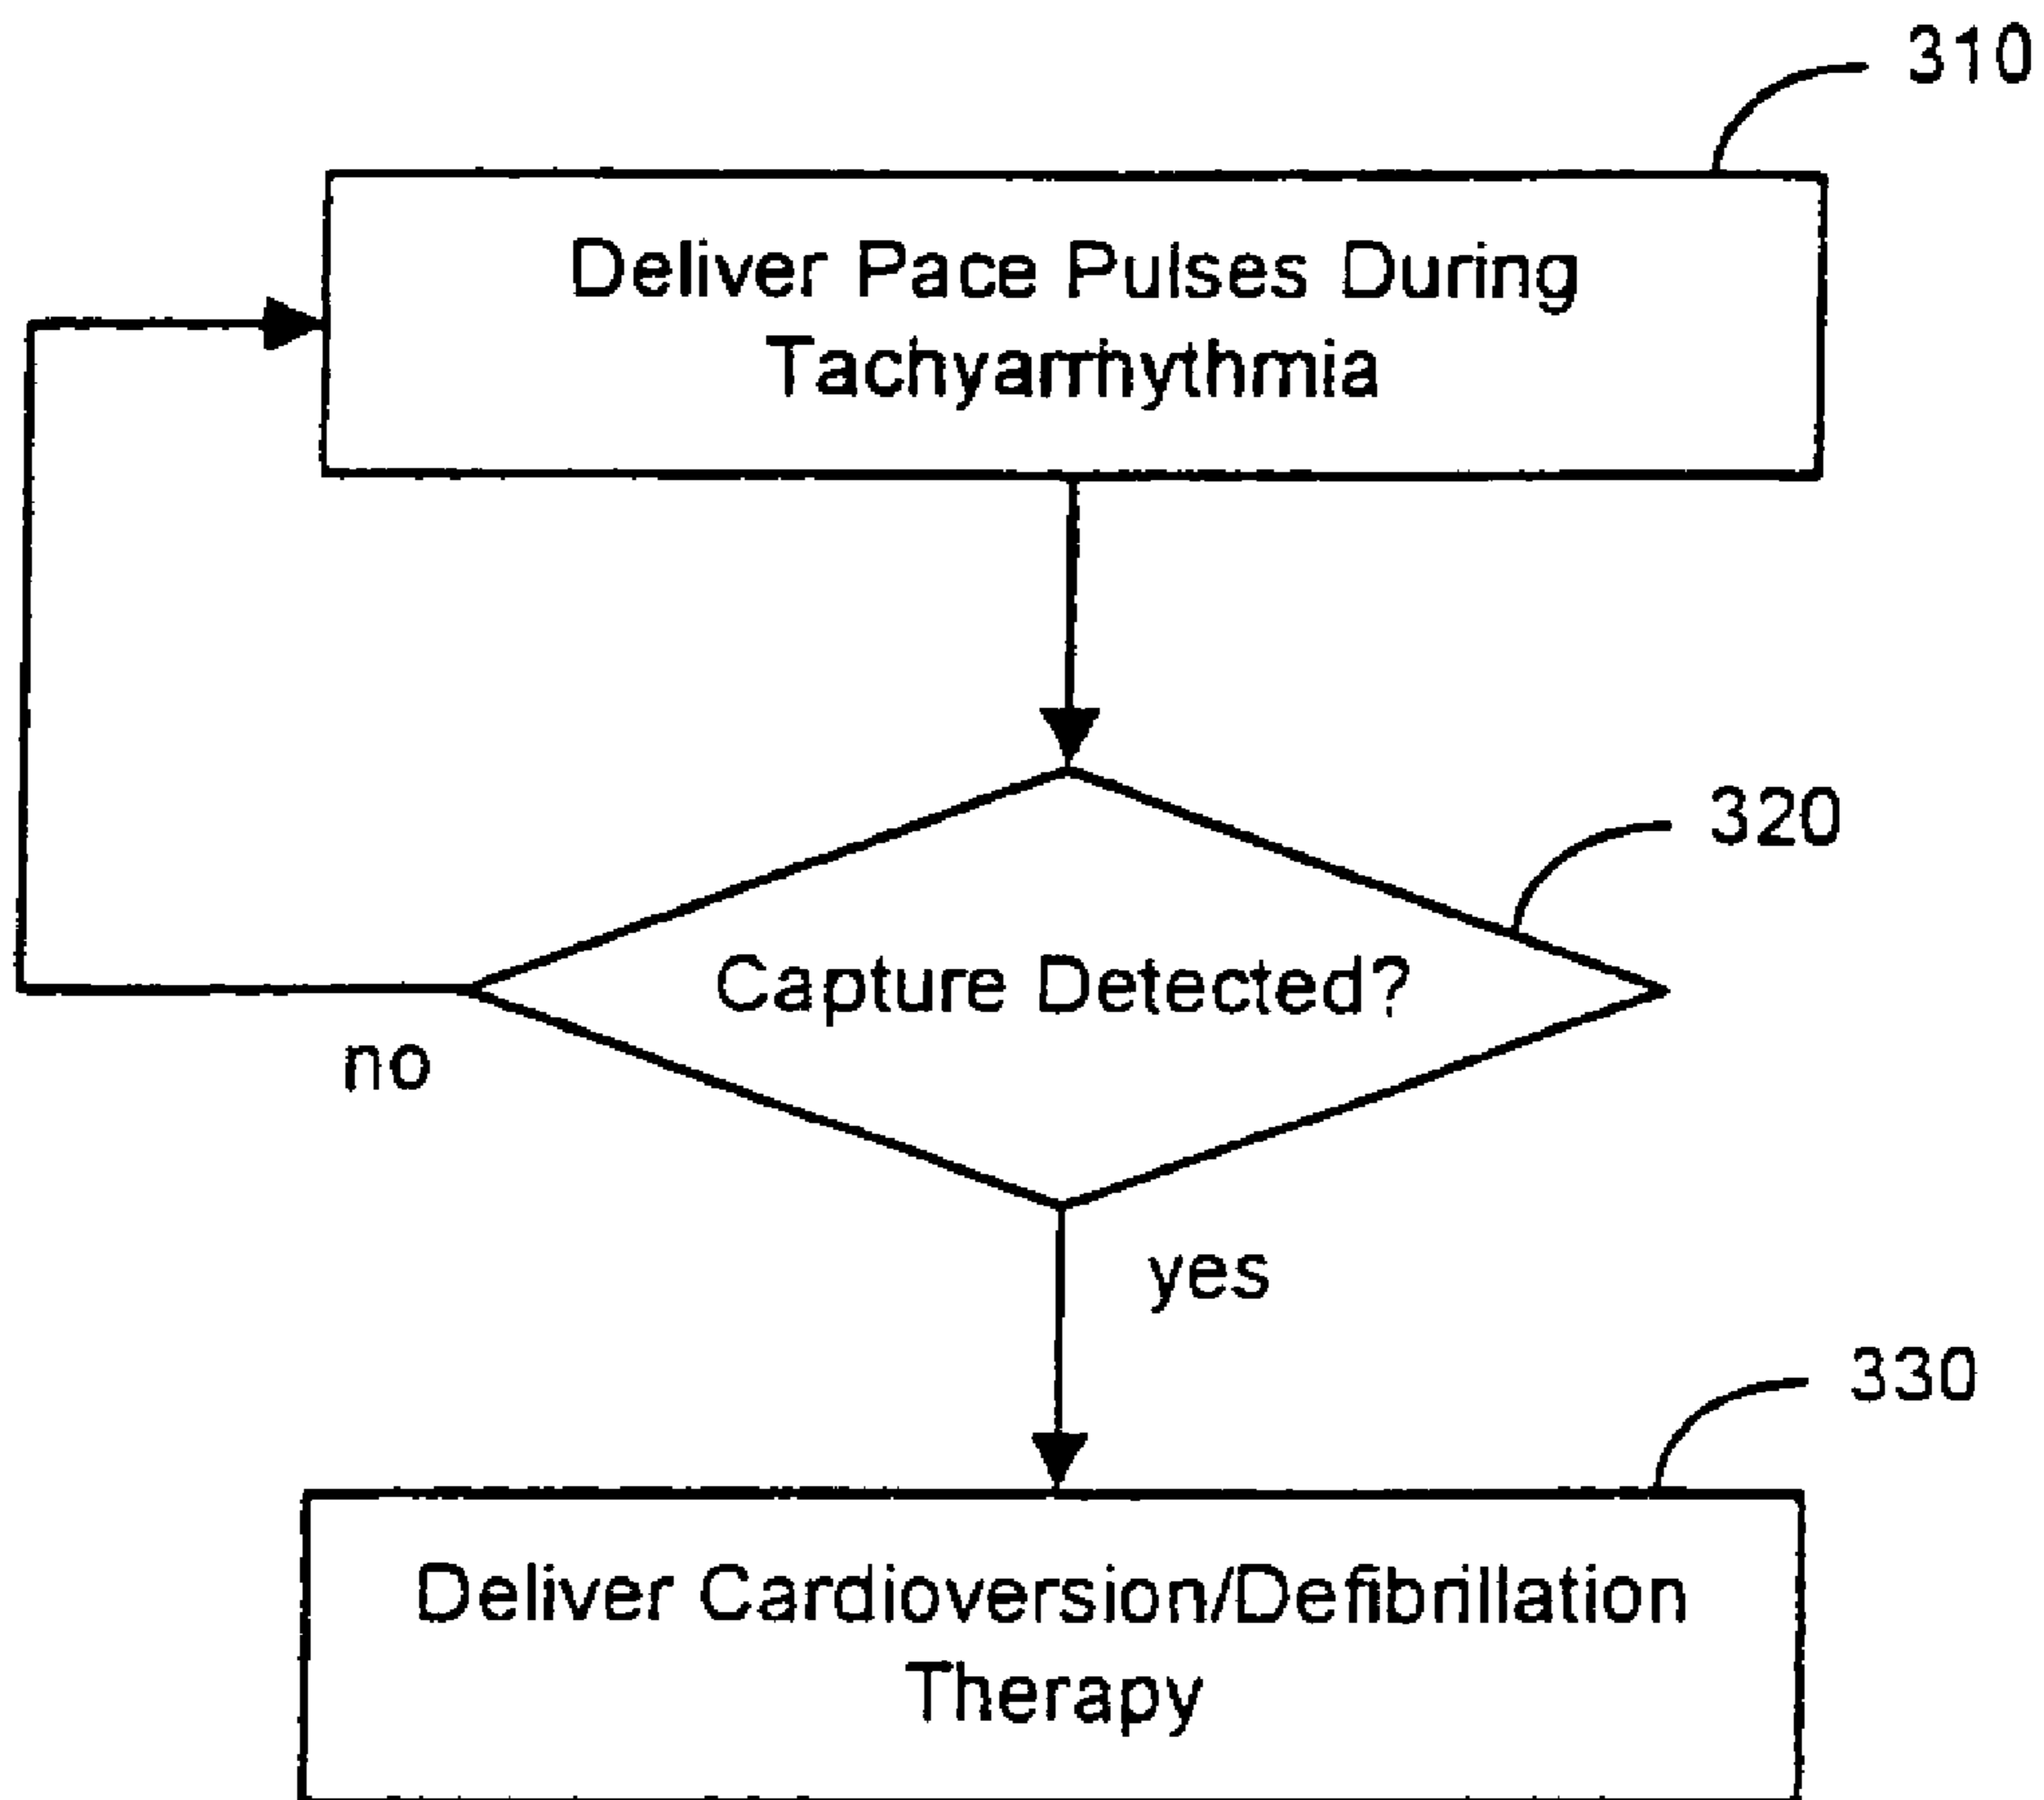 310
Deliver Pace Pulses During
Tachyarrhythmia
320
Capture Detected?
no
yes
330
Deliver Cardioversion/Defibrillation
Therapy